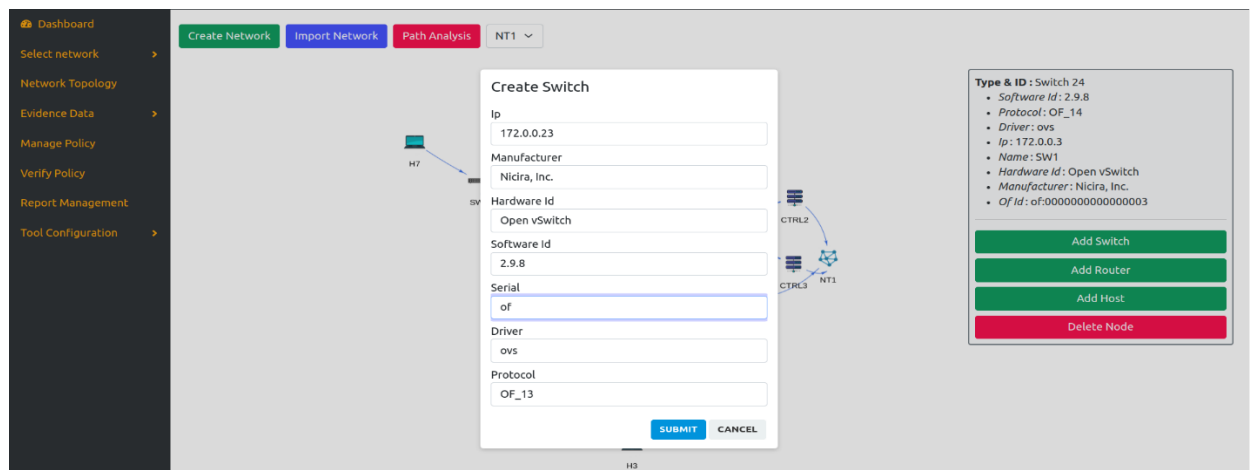 Dashboard
Select network
Network Topology
Evidence Data
Manage Policy
Verify Policy
Report Management
Tool Configuration
Create Network Import Network Path Analysis NT1
H7
CTRL2
CTRL3
NT1
H3
Create Switch
Ip
172.0.0.23
Manufacturer
Nicira, Inc.
Hardware Id
Open vSwitch
Software Id
2.9.8
Serial
of
Driver
ovs
Protocol
OF_13
SUBMIT CANCEL
Type & ID : Switch 24
Software Id : 2.9.8
Protocol : OF_14
Driver : ovs
Ip : 172.0.0.3
Name : SW1
Hardware Id : Open vSwitch
Manufacturer : Nicira, Inc.
Of Id : of:0000000000000003
Add Switch
Add Router
Add Host
Delete Node